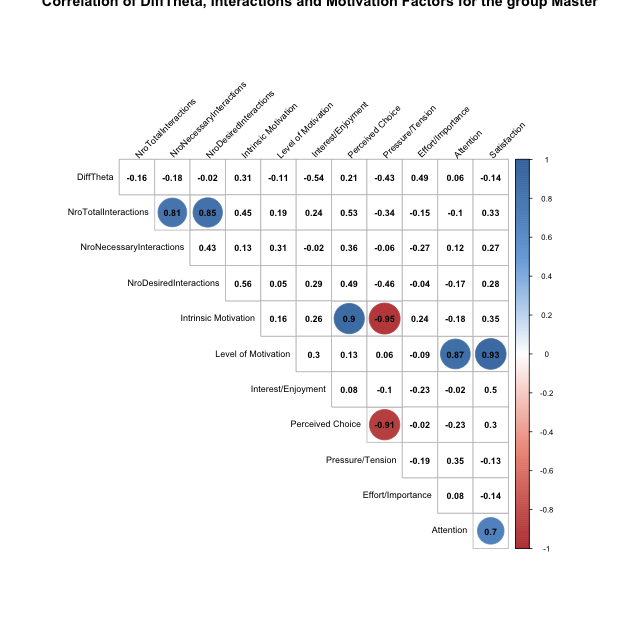 Correlation of DiffTheta, Interactions and Motivation Factors for the group Master
NroTotalInteractions
NroNecessaryInteractions
NroDesiredInteractions
Intrinsic Motivation
Level of Motivation
Interest/Enjoyment
Perceived Choice
Pressure/Tension
Effort/Importance
Attention
Satisfaction
DiffTheta -0.16 -0.18 -0.02 0.31 -0.11 -0.54 0.21 -0.43 0.49 0.06 -0.14
NroTotalInteractions 0.81 0.85 0.45 0.19 0.24 0.53 -0.34 -0.15 -0.1 0.33
NroNecessaryInteractions 0.43 0.13 0.31 -0.02 0.36 -0.06 -0.27 0.12 0.27
NroDesiredInteractions 0.56 0.05 0.29 0.49 -0.46 -0.04 -0.17 0.28
Intrinsic Motivation 0.16 0.26 0.9 -0.95 0.24 -0.18 0.35
Level of Motivation 0.3 0.13 0.06 -0.09 0.87 0.93
Interest/Enjoyment 0.08 -0.1 -0.23 -0.02 0.5
Perceived Choice -0.91 -0.02 -0.23 0.3
Pressure/Tension -0.19 0.35 -0.13
Effort/Importance 0.08 -0.14
Attention 0.7
1
0.8
0.6
0.4
0.2
0
-0.2
-0.4
-0.6
-0.8
-1